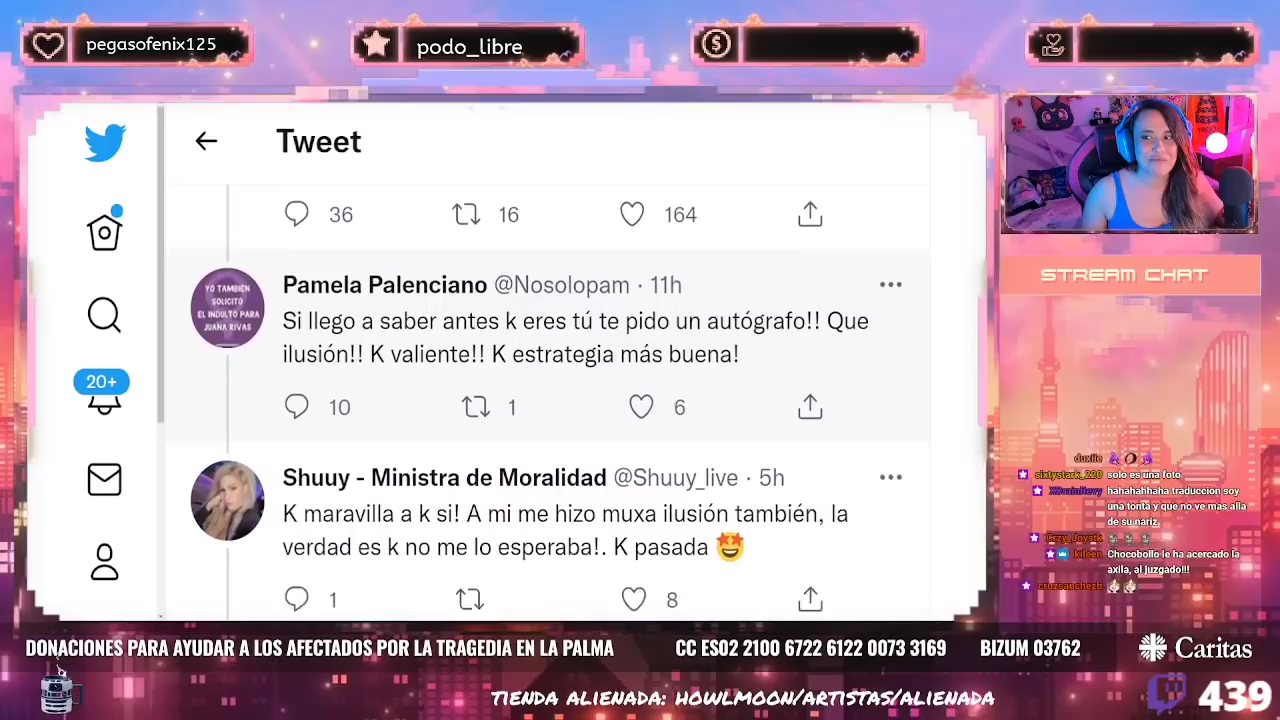 pegasofenix125
podo_libre
Tweet
36 16 164
Pamela Palenciano @Nosolopam · 11h
YO TAMBIÉN
SOLICITO
EL INDULTO PARA
JUANA RIVAS
Si llego a saber antes k eres tú te pido un autógrafo!! Que
ilusión!! K valiente!! K estrategia más buena!
10 1 6
20+
Shuuy - Ministra de Moralidad @Shuuy_live · 5h
K maravilla a k si! A mi me hizo muxa ilusión también, la
verdad es k no me lo esperaba!. K pasada 🤩
1 8
STREAM CHAT
duxile
sixtystark_220 solo es una foto
XDrainRevy hahahanhaha traduccion soy
una tonta y que no ve mas alla
de su nariz
Crzy_Joystk
kileen Chocobollo le ha acercado la
axila, al juzgado!!!
cruzsanchezb
DONACIONES PARA AYUDAR A LOS AFECTADOS POR LA TRAGEDIA EN LA PALMA CC ES02 2100 6722 6122 0073 3169 BIZUM 03762 Caritas
TIENDA ALIENADA: HOWLMOON/ARTISTAS/ALIENADA
439